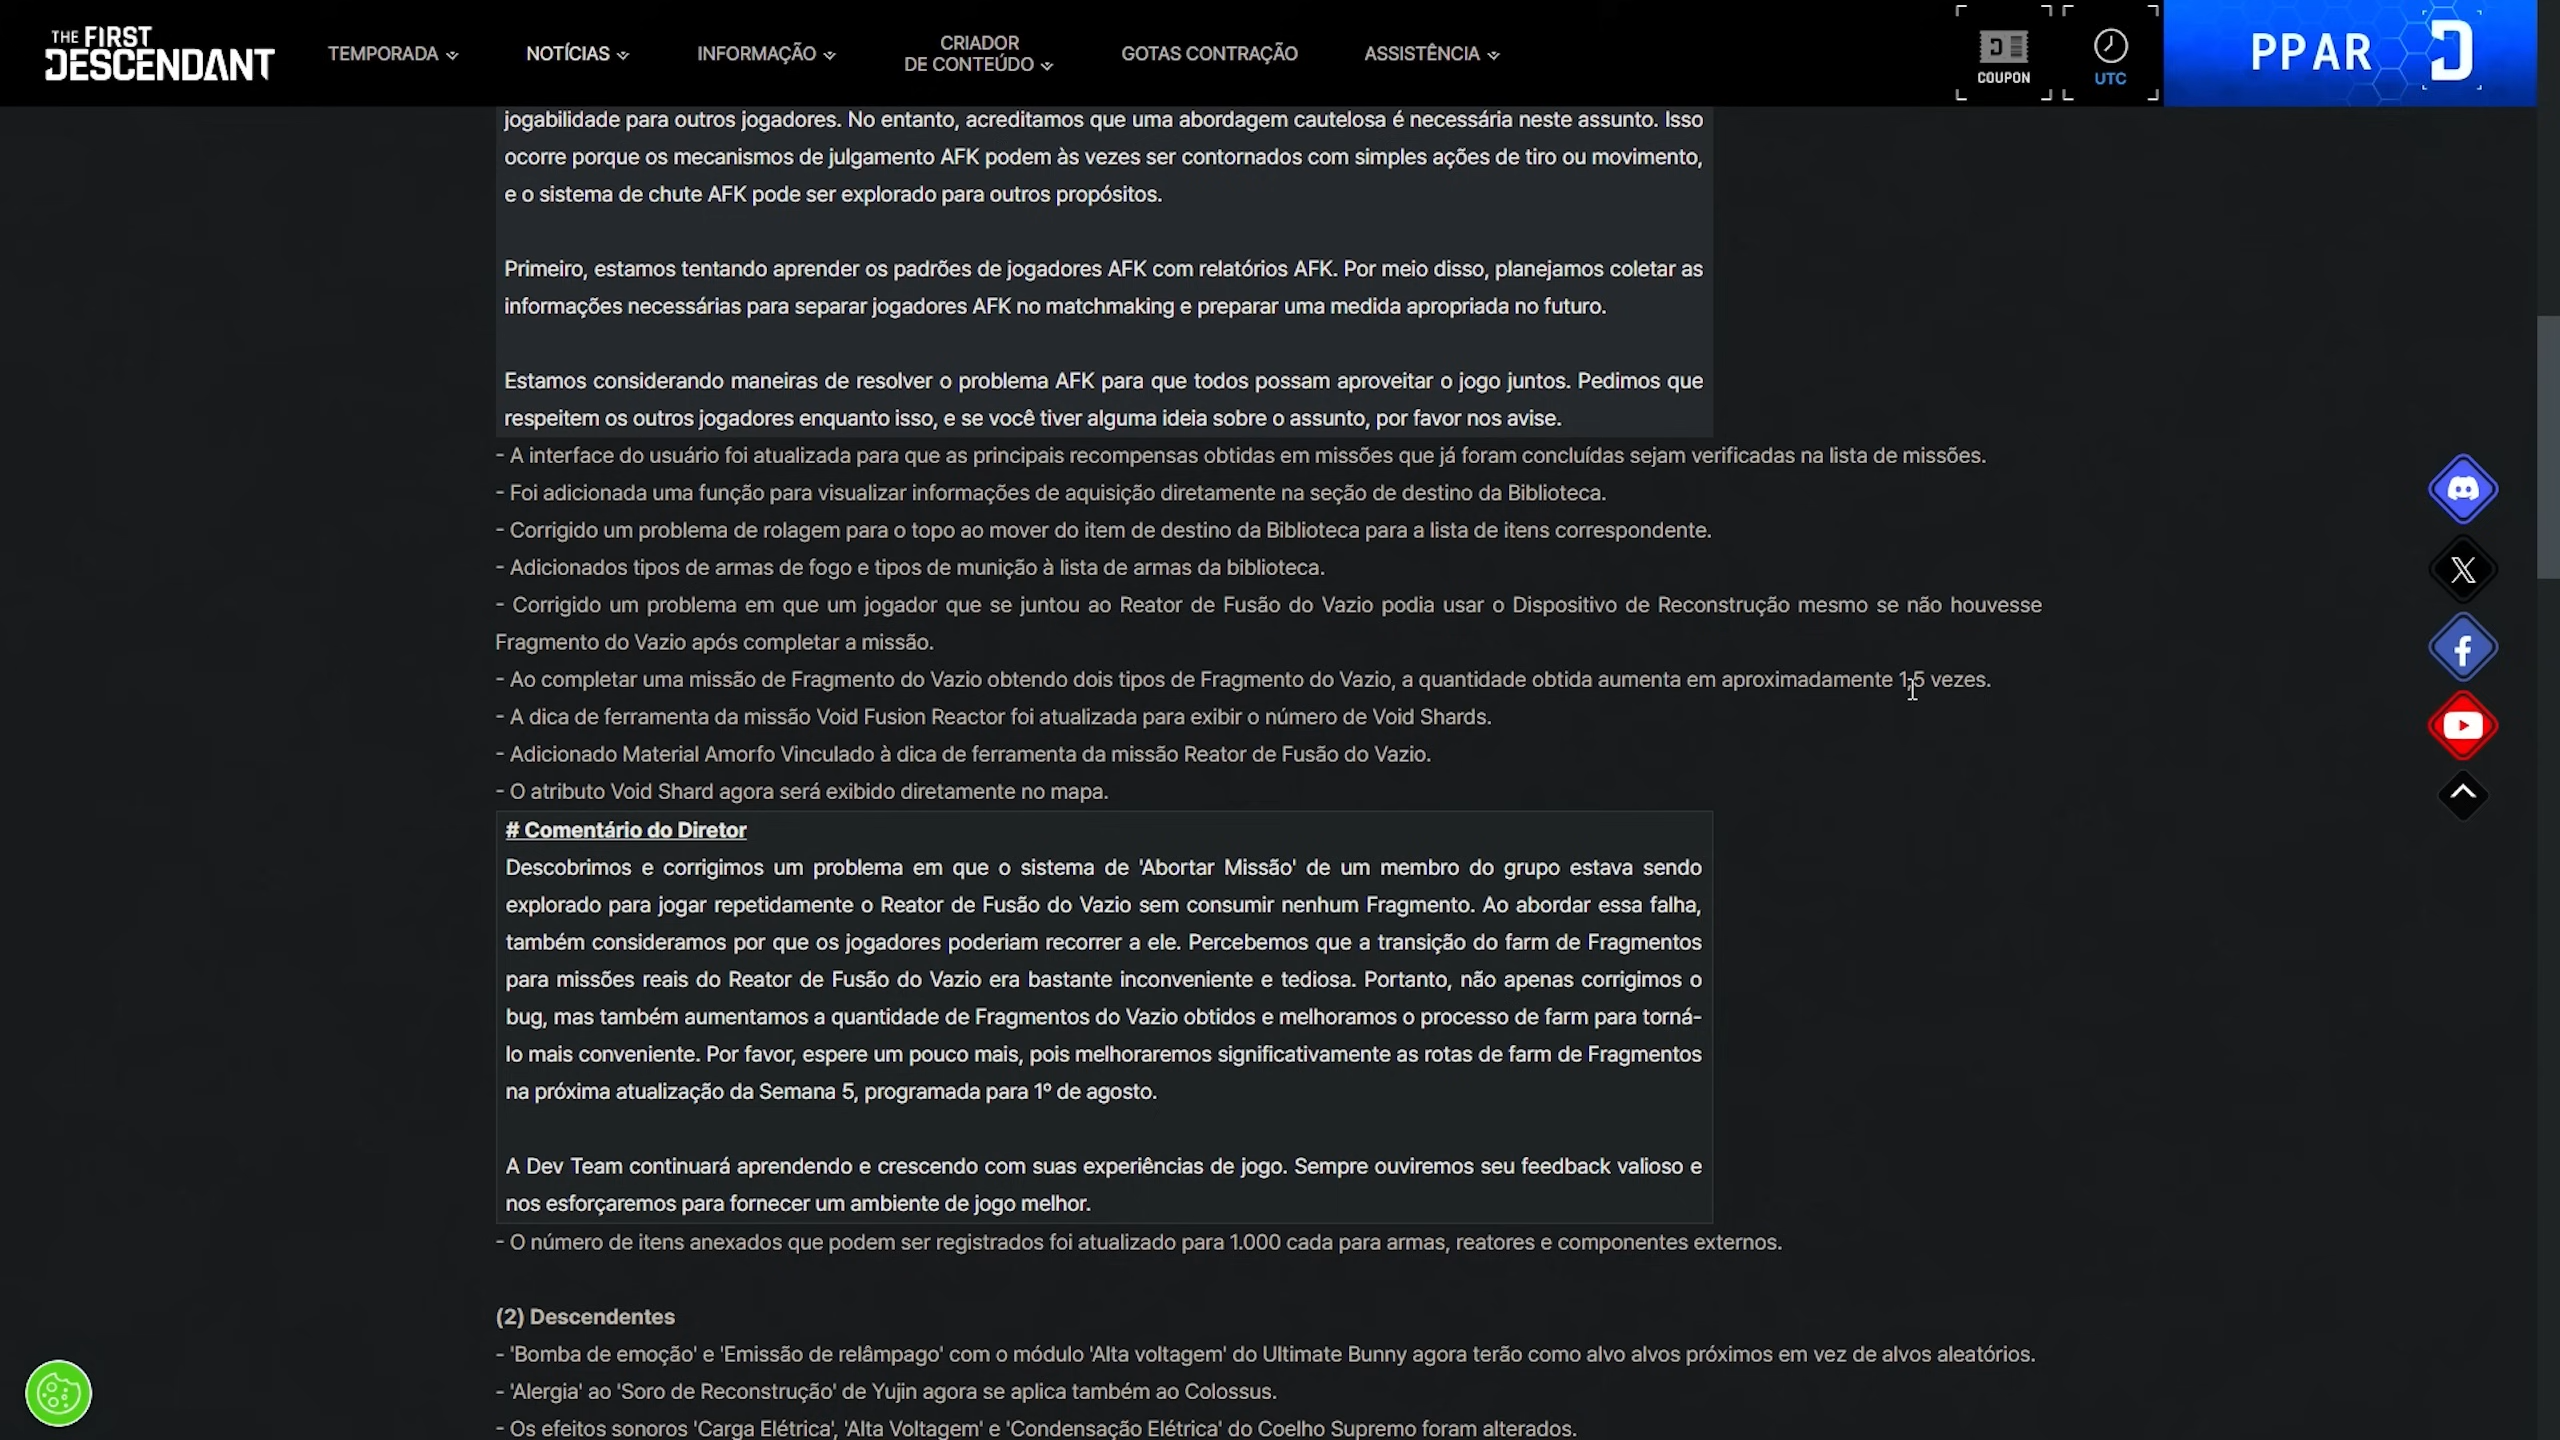 THE FIRST
DESCENDANT
TEMPORADA
NOTÍCIAS
INFORMAÇÃO
CRIADOR
DE CONTEÚDO
GOTAS CONTRAÇÃO
ASSISTÊNCIA
COUPON
UTC
PPAR
jogabilidade para outros jogadores. No entanto, acreditamos que uma abordagem cautelosa é necessária neste assunto. Isso
ocorre porque os mecanismos de julgamento AFK podem às vezes ser contornados com simples ações de tiro ou movimento,
e o sistema de chute AFK pode ser explorado para outros propósitos.
Primeiro, estamos tentando aprender os padrões de jogadores AFK com relatórios AFK. Por meio disso, planejamos coletar as
informações necessárias para separar jogadores AFK no matchmaking e preparar uma medida apropriada no futuro.
Estamos considerando maneiras de resolver o problema AFK para que todos possam aproveitar o jogo juntos. Pedimos que
respeitem os outros jogadores enquanto isso, e se você tiver alguma ideia sobre o assunto, por favor nos avise.
- A interface do usuário foi atualizada para que as principais recompensas obtidas em missões que já foram concluídas sejam verificadas na lista de missões.
- Foi adicionada uma função para visualizar informações de aquisição diretamente na seção de destino da Biblioteca.
- Corrigido um problema de rolagem para o topo ao mover do item de destino da Biblioteca para a lista de itens correspondente.
- Adicionados tipos de armas de fogo e tipos de munição à lista de armas da biblioteca.
- Corrigido um problema em que um jogador que se juntou ao Reator de Fusão do Vazio podia usar o Dispositivo de Reconstrução mesmo se não houvesse
Fragmento do Vazio após completar a missão.
- Ao completar uma missão de Fragmento do Vazio obtendo dois tipos de Fragmento do Vazio, a quantidade obtida aumenta em aproximadamente 1,5 vezes.
- A dica de ferramenta da missão Void Fusion Reactor foi atualizada para exibir o número de Void Shards.
- Adicionado Material Amorfo Vinculado à dica de ferramenta da missão Reator de Fusão do Vazio.
- O atributo Void Shard agora será exibido diretamente no mapa.
# Comentário do Diretor
Descobrimos e corrigimos um problema em que o sistema de 'Abortar Missão' de um membro do grupo estava sendo
explorado para jogar repetidamente o Reator de Fusão do Vazio sem consumir nenhum Fragmento. Ao abordar essa falha,
também consideramos por que os jogadores poderiam recorrer a ele. Percebemos que a transição do farm de Fragmentos
para missões reais do Reator de Fusão do Vazio era bastante inconveniente e tediosa. Portanto, não apenas corrigimos o
bug, mas também aumentamos a quantidade de Fragmentos do Vazio obtidos e melhoramos o processo de farm para torná-
lo mais conveniente. Por favor, espere um pouco mais, pois melhoraremos significativamente as rotas de farm de Fragmentos
na próxima atualização da Semana 5, programada para 1º de agosto.
A Dev Team continuará aprendendo e crescendo com suas experiências de jogo. Sempre ouviremos seu feedback valioso e
nos esforçaremos para fornecer um ambiente de jogo melhor.
- O número de itens anexados que podem ser registrados foi atualizado para 1.000 cada para armas, reatores e componentes externos.
(2) Descendentes
- 'Bomba de emoção' e 'Emissão de relâmpago' com o módulo 'Alta voltagem' do Ultimate Bunny agora terão como alvo alvos próximos em vez de alvos aleatórios.
- 'Alergia' ao 'Soro de Reconstrução' de Yujin agora se aplica também ao Colossus.
- Os efeitos sonoros 'Carga Elétrica', 'Alta Voltagem' e 'Condensação Elétrica' do Coelho Supremo foram alterados.